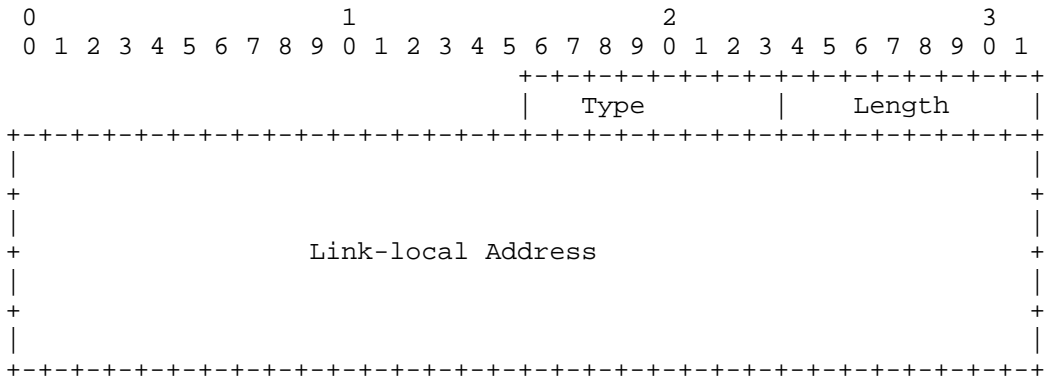 0                   1                   2                   3
 0 1 2 3 4 5 6 7 8 9 0 1 2 3 4 5 6 7 8 9 0 1 2 3 4 5 6 7 8 9 0 1
                                +-+-+-+-+-+-+-+-+-+-+-+-+-+-+-+-+
                                |   Type        |    Length     |
+-+-+-+-+-+-+-+-+-+-+-+-+-+-+-+-+-+-+-+-+-+-+-+-+-+-+-+-+-+-+-+-+
|                                                               |
+                                                               +
|                                                               |
+                  Link-local Address                           +
|                                                               |
+                                                               +
|                                                               |
+-+-+-+-+-+-+-+-+-+-+-+-+-+-+-+-+-+-+-+-+-+-+-+-+-+-+-+-+-+-+-+-+